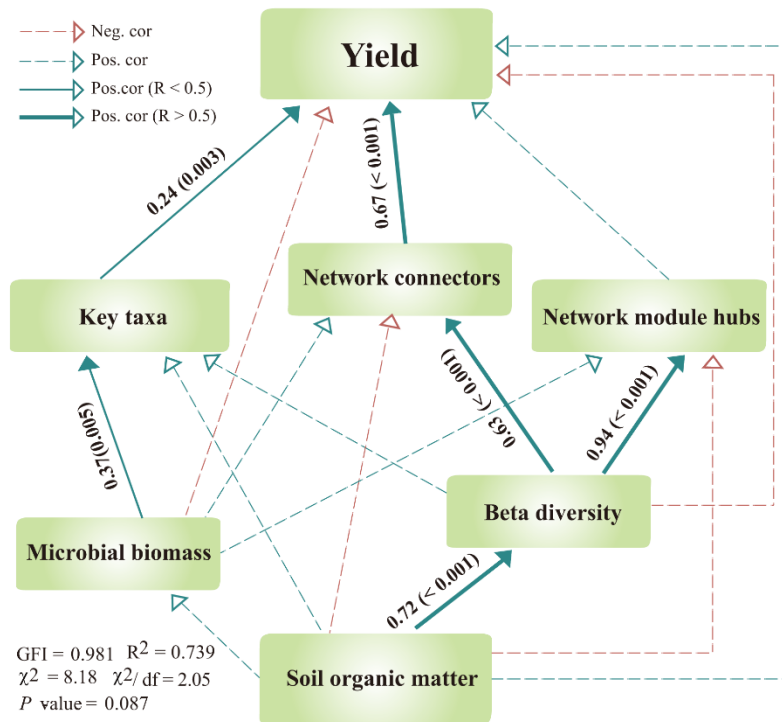 Neg. cor
Pos. cor
Pos.cor (R < 0.5)
Pos. cor (R > 0.5)
Yield
0.24 (0.003)
0.67 (< 0.001)
Key taxa
Network connectors
Network module hubs
0.37(0.005)
0.63 (< 0.001)
0.94 (< 0.001)
Microbial biomass
Beta diversity
0.72 (< 0.001)
Soil organic matter
GFI = 0.981 R² = 0.739
χ2 = 8.18 χ2/ df = 2.05
P value = 0.087